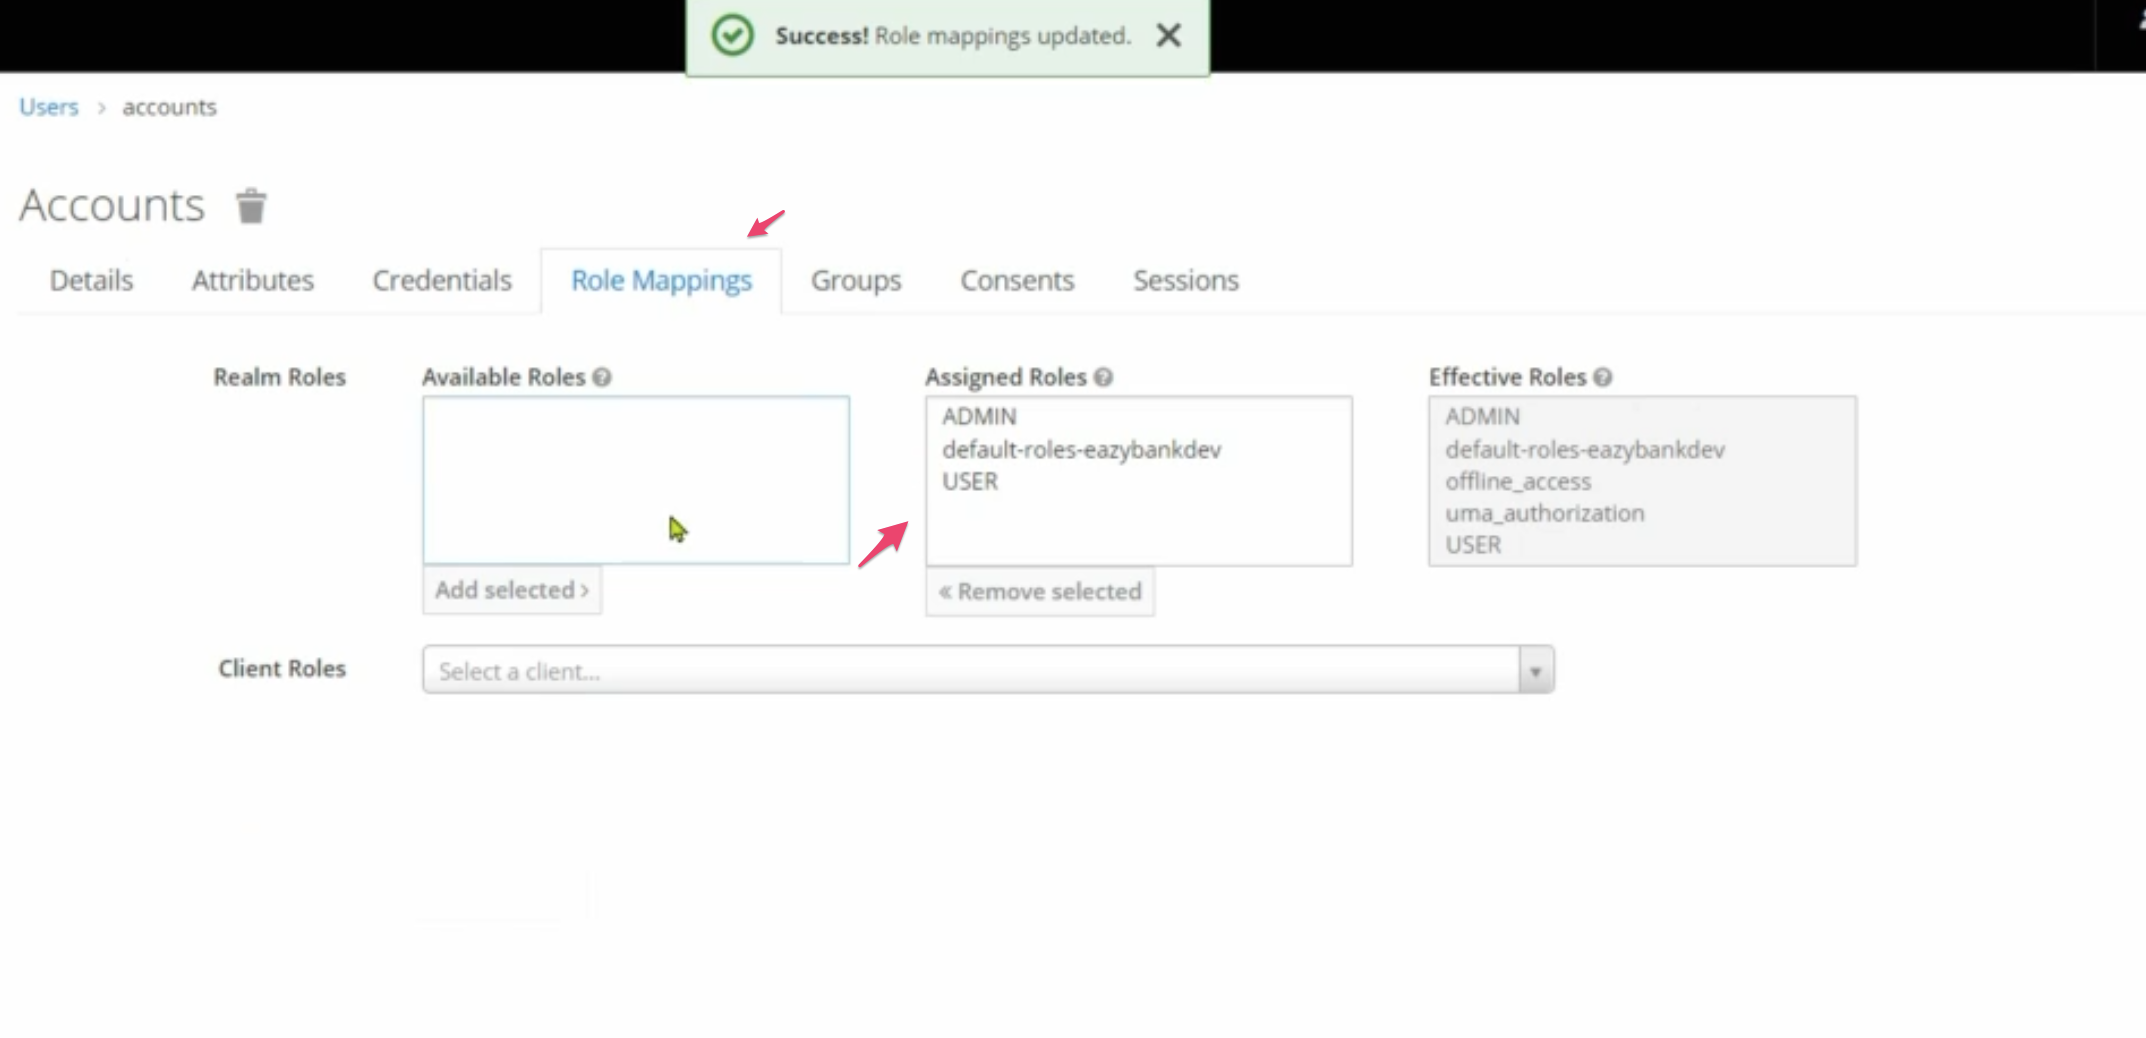 Success! Role mappings updated.
Users > accounts
Accounts
Details Attributes Credentials Role Mappings Groups Consents Sessions
Realm Roles
Available Roles
Add selected >
Assigned Roles
ADMIN
default-roles-eazybankdev
USER
« Remove selected
Effective Roles
ADMIN
default-roles-eazybankdev
offline_access
uma_authorization
USER
Client Roles
Select a client...